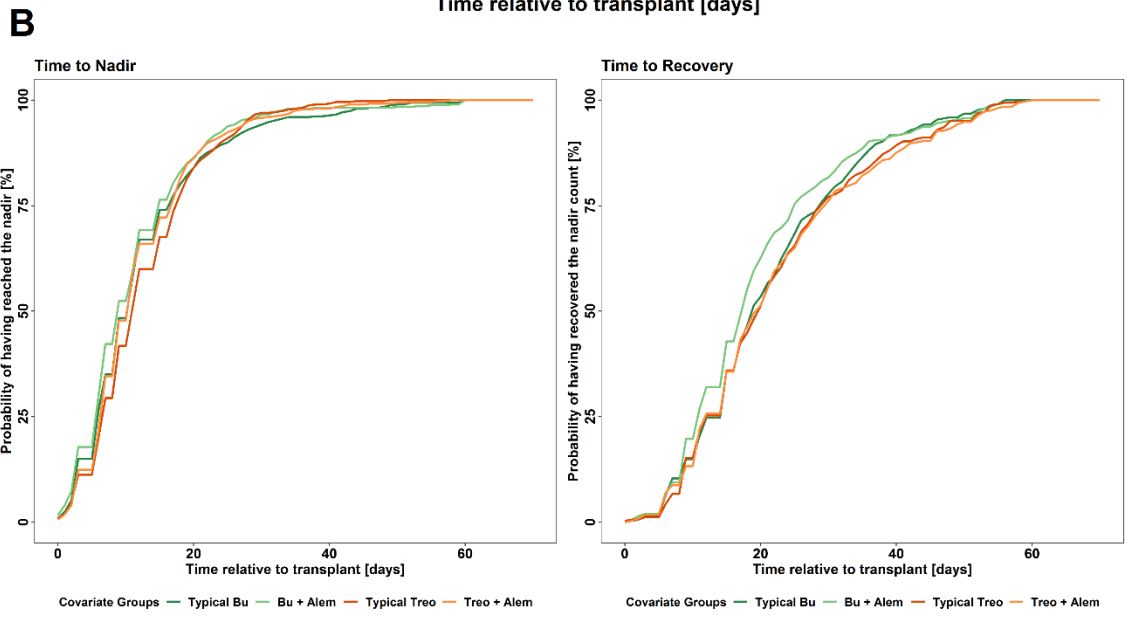 Time relative to transplant [days]
B
Time to Nadir
Probability of having reached the nadir [%]
100
75
50
25
0
0 20 40 60
Time relative to transplant [days]
Covariate Groups Typical Bu Bu + Alem Typical Treo Treo + Alem
Time to Recovery
Probability of having recovered the nadir count [%]
100
75
50
25
0
0 20 40 60
Time relative to transplant [days]
Covariate Groups Typical Bu Bu + Alem Typical Treo Treo + Alem